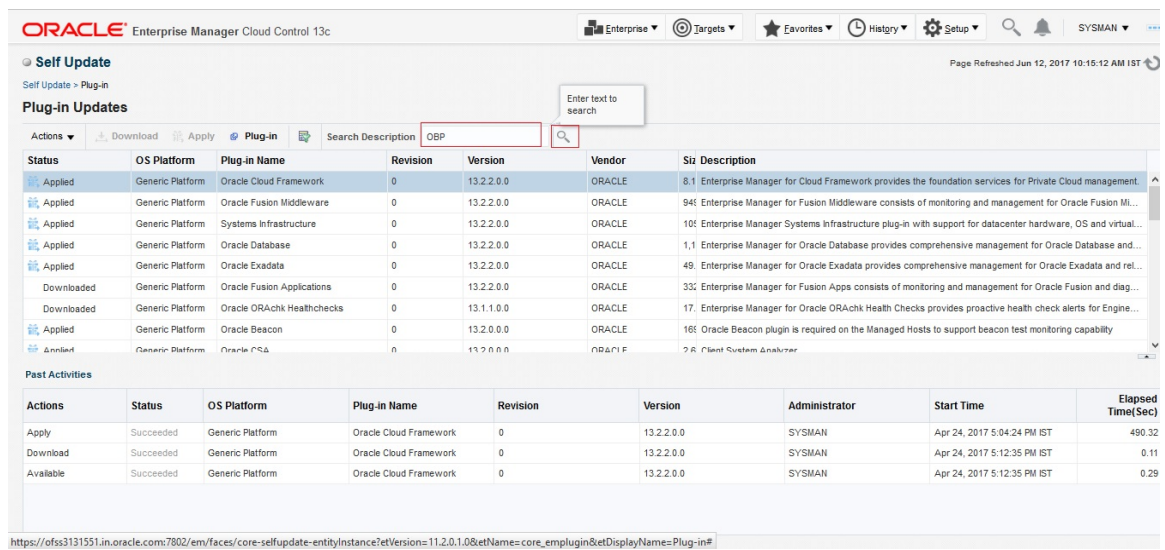 ORACLE Enterprise Manager Cloud Control 13c
Enterprise Targets Favorites History Setup SYSMAN
Self Update
Page Refreshed Jun 12, 2017 10:15:12 AM IST
Self Update > Plug-in
Plug-in Updates
Enter text to search
Actions Download Apply Plug-in Search Description OBP
Status OS Platform Plug-in Name Revision Version Vendor Siz Description
Applied Generic Platform Oracle Cloud Framework 0 13.2.2.0.0 ORACLE 8.1 Enterprise Manager for Cloud Framework provides the foundation services for Private Cloud management.
Applied Generic Platform Oracle Fusion Middleware 0 13.2.2.0.0 ORACLE 949 Enterprise Manager for Fusion Middleware consists of monitoring and management for Oracle Fusion Mi...
Applied Generic Platform Systems Infrastructure 0 13.2.2.0.0 ORACLE 105 Enterprise Manager Systems Infrastructure plug-in with support for datacenter hardware, OS and virtual...
Applied Generic Platform Oracle Database 0 13.2.2.0.0 ORACLE 1,1 Enterprise Manager for Oracle Database provides comprehensive management for Oracle Database and...
Applied Generic Platform Oracle Exadata 0 13.2.2.0.0 ORACLE 49. Enterprise Manager for Oracle Exadata provides comprehensive management for Oracle Exadata and rel...
Downloaded Generic Platform Oracle Fusion Applications 0 13.2.2.0.0 ORACLE 332 Enterprise Manager for Fusion Apps consists of monitoring and management for Oracle Fusion and diag...
Downloaded Generic Platform Oracle ORAchk Healthchecks 0 13.1.1.0.0 ORACLE 17. Enterprise Manager for Oracle ORAchk Health Checks provides proactive health check alerts for Engine...
Applied Generic Platform Oracle Beacon 0 13.2.0.0.0 ORACLE 169 Oracle Beacon plugin is required on the Managed Hosts to support beacon test monitoring capability
Applied Generic Platform Oracle CSA 0 13.2.0.0.0 ORACLE 2.6 Client System Analyzer
Past Activities
Actions Status OS Platform Plug-in Name Revision Version Administrator Start Time Elapsed Time(Sec)
Apply Succeeded Generic Platform Oracle Cloud Framework 0 13.2.2.0.0 SYSMAN Apr 24, 2017 5:04:24 PM IST 490.32
Download Succeeded Generic Platform Oracle Cloud Framework 0 13.2.2.0.0 SYSMAN Apr 24, 2017 5:12:35 PM IST 0.11
Available Succeeded Generic Platform Oracle Cloud Framework 0 13.2.2.0.0 SYSMAN Apr 24, 2017 5:12:35 PM IST 0.29
https://ofss3131551.in.oracle.com:7802/em/faces/core-selfupdate-entityInstance?etVersion=11.2.0.1.0&etName=core_emplugin&etDisplayName=Plug-in#